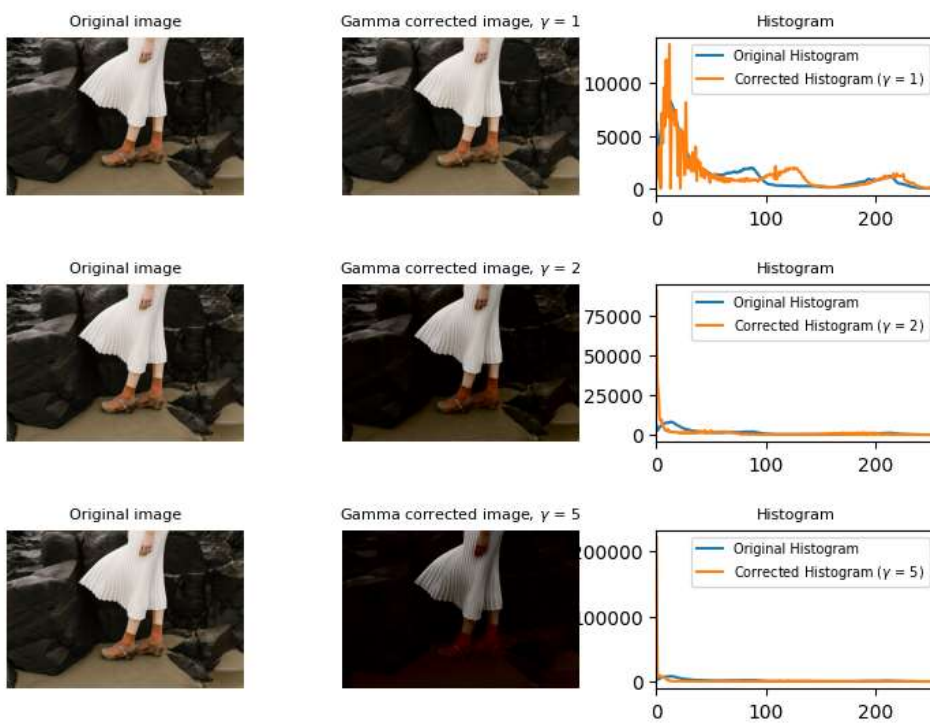 Original image
Gamma corrected image, γ = 1
Histogram
Original Histogram
Corrected Histogram (γ = 1)
10000
5000
0
0 100 200
Original image
Gamma corrected image, γ = 2
Histogram
Original Histogram
Corrected Histogram (γ = 2)
75000
50000
25000
0
0 100 200
Original image
Gamma corrected image, γ = 5
Histogram
Original Histogram
Corrected Histogram (γ = 5)
200000
100000
0
0 100 200